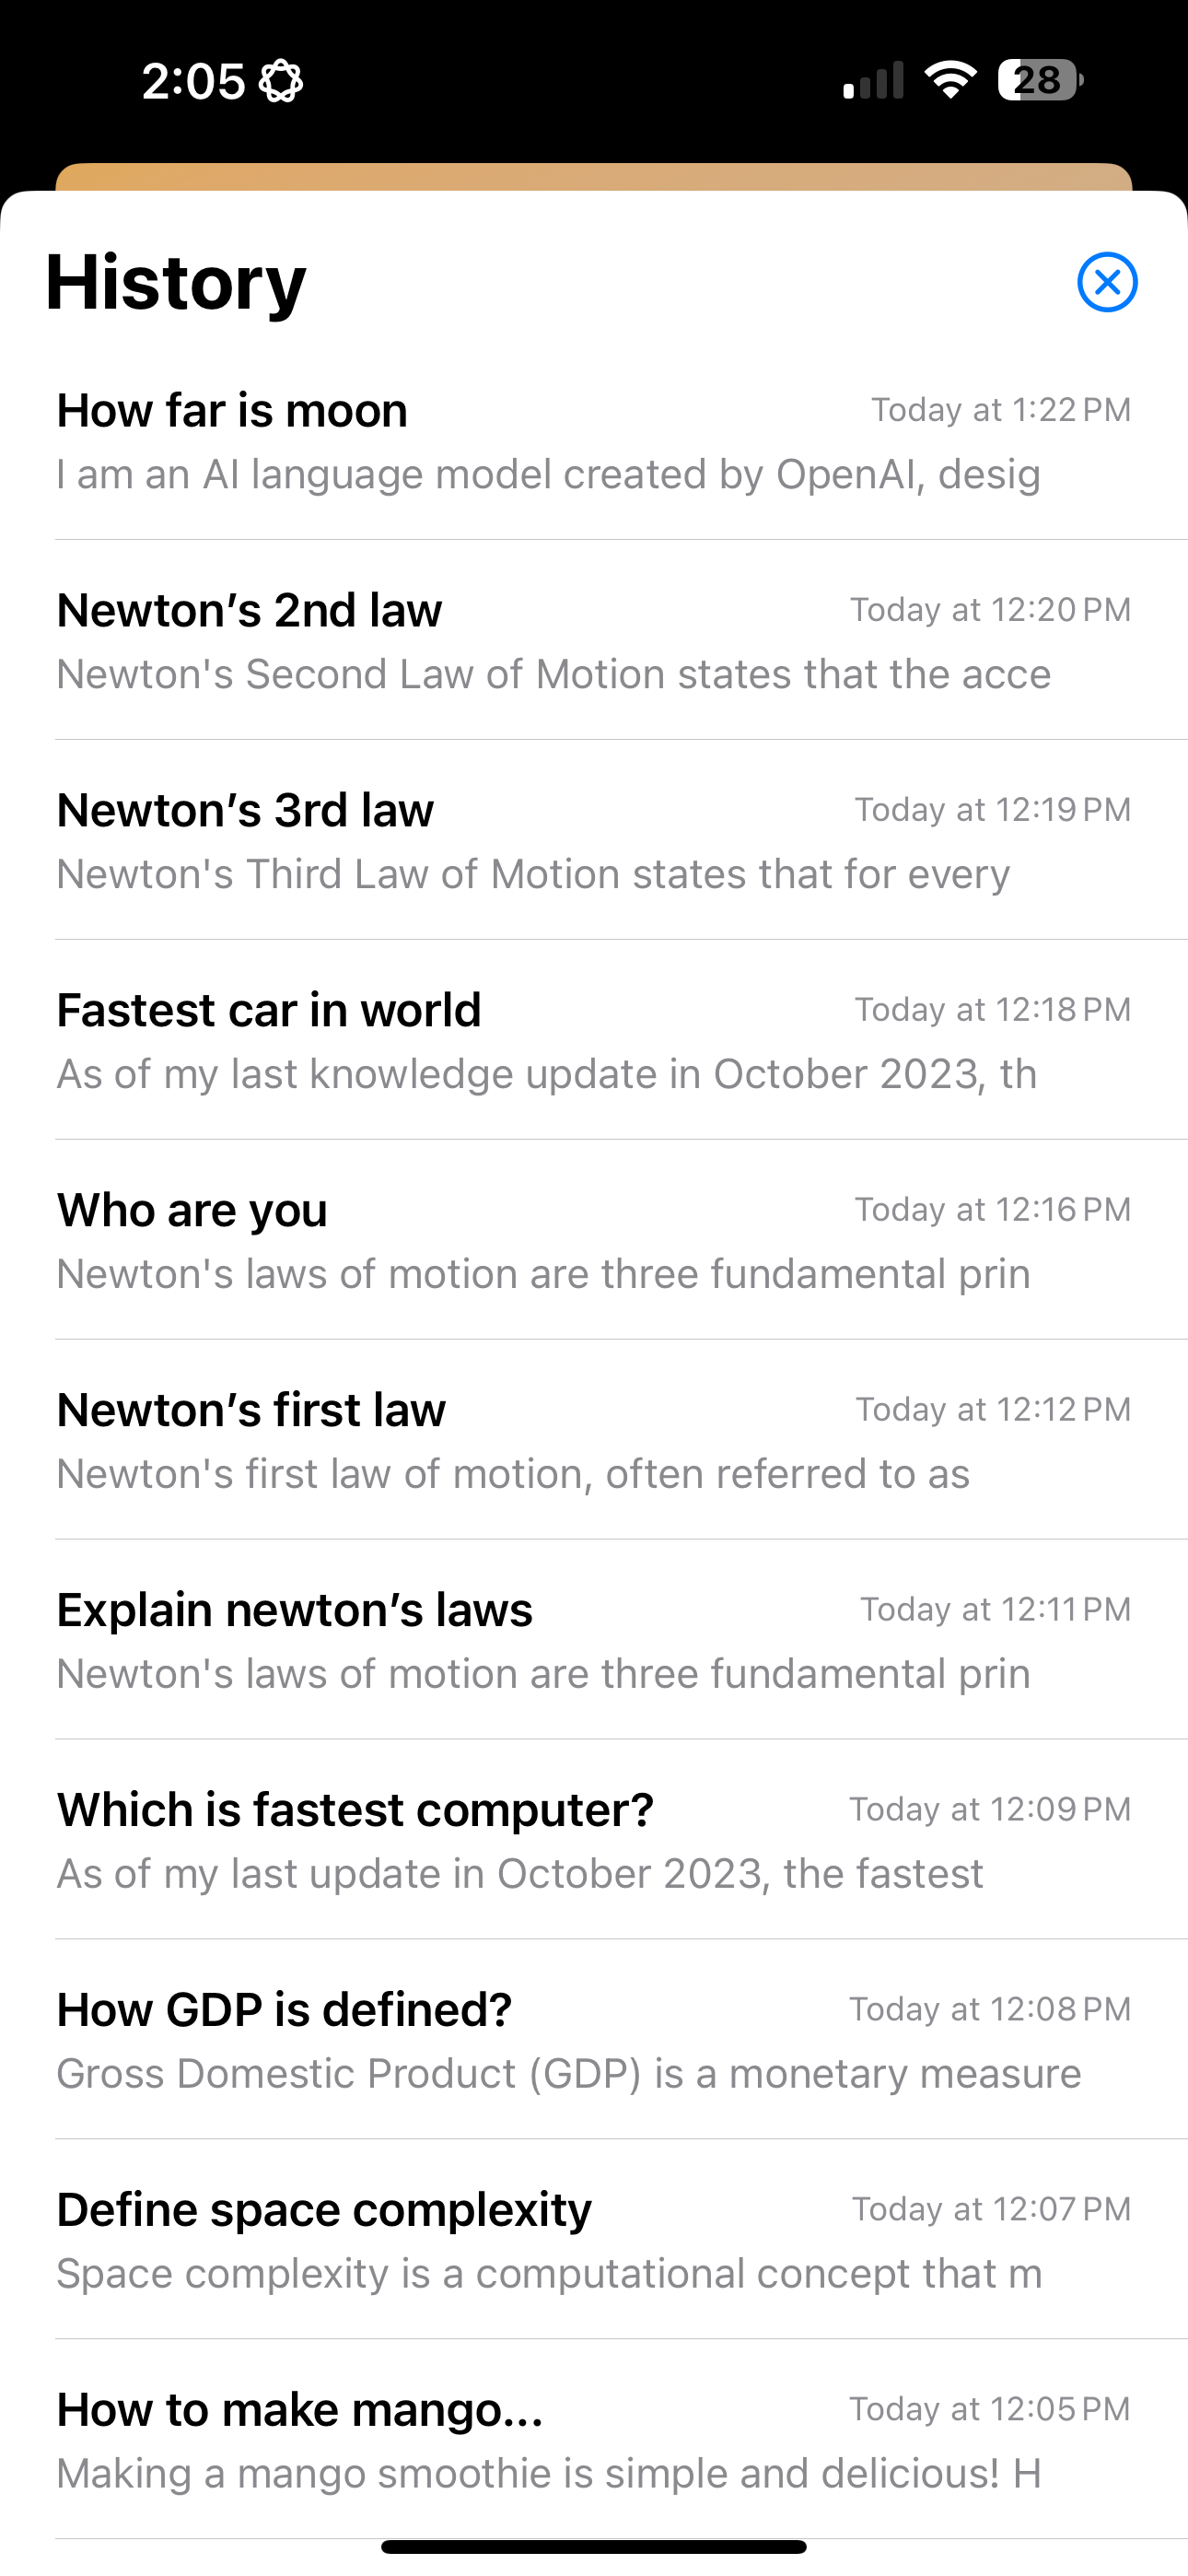 2:05
28
History
How far is moon Today at 1:22 PM
I am an AI language model created by OpenAI, desig
Newton’s 2nd law Today at 12:20 PM
Newton's Second Law of Motion states that the acce
Newton’s 3rd law Today at 12:19 PM
Newton's Third Law of Motion states that for every
Fastest car in world Today at 12:18 PM
As of my last knowledge update in October 2023, th
Who are you Today at 12:16 PM
Newton's laws of motion are three fundamental prin
Newton’s first law Today at 12:12 PM
Newton's first law of motion, often referred to as
Explain newton’s laws Today at 12:11 PM
Newton's laws of motion are three fundamental prin
Which is fastest computer? Today at 12:09 PM
As of my last update in October 2023, the fastest
How GDP is defined? Today at 12:08 PM
Gross Domestic Product (GDP) is a monetary measure
Define space complexity Today at 12:07 PM
Space complexity is a computational concept that m
How to make mango... Today at 12:05 PM
Making a mango smoothie is simple and delicious! H